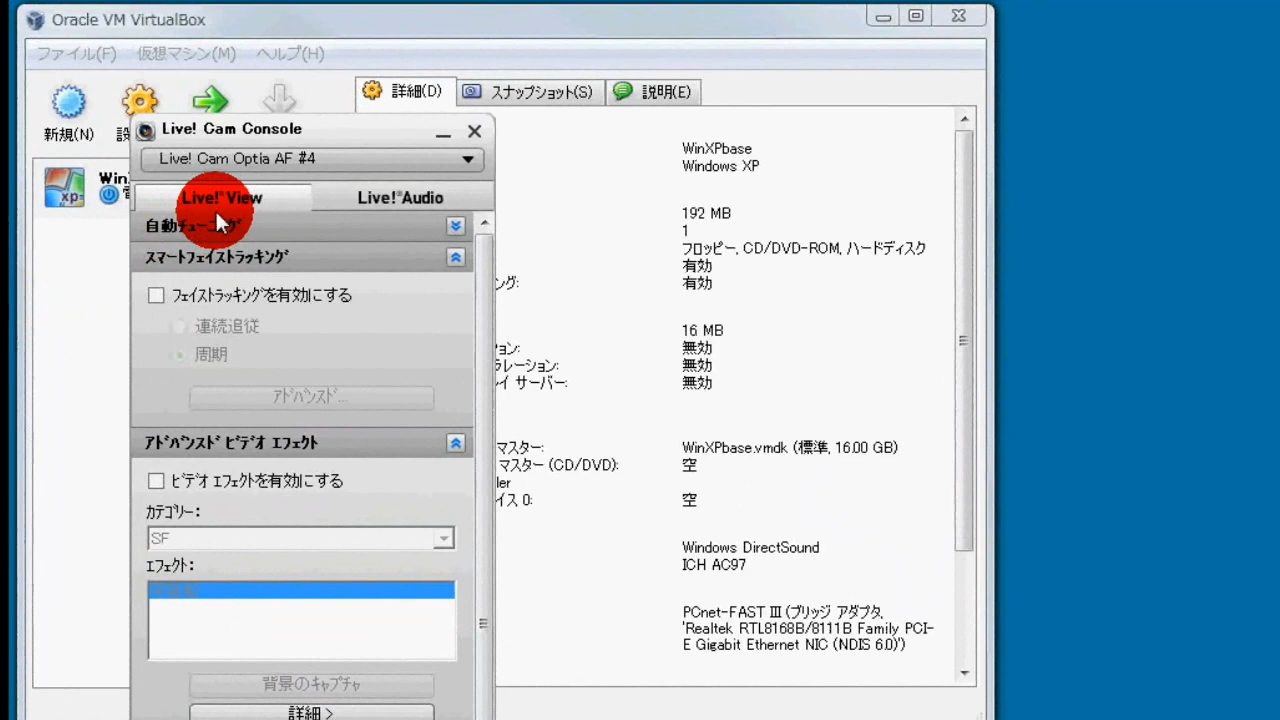 Oracle VM VirtualBox
ファイル(F) 仮想マシン(M) ヘルプ(H)
新規(N)
詳細(D) スナップショット(S) 説明(E)
Win
Live! Cam Console
Live! Cam Optia AF #4
Live! View Live! Audio
自動チューニング
スマートフェイストラッキング
フェイストラッキングを有効にする
連続追従
周期
アドバンスド...
アドバンスド ビデオ エフェクト
ビデオ エフェクトを有効にする
カテゴリー:
SF
エフェクト:
背景のキャプチャ
詳細 >
WinXPbase
Windows XP
192 MB
1
フロッピー, CD/DVD-ROM, ハードディスク
有効
ング: 有効
16 MB
ョン: 無効
ラレーション: 無効
イ サーバー: 無効
マスター: WinXPbase.vmdk (標準, 16.00 GB)
マスター (CD/DVD): 空
ler
イス 0: 空
Windows DirectSound
ICH AC97
PCnet-FAST III (ブリッジ アダプタ,
'Realtek RTL8168B/8111B Family PCI-
E Gigabit Ethernet NIC (NDIS 6.0)')